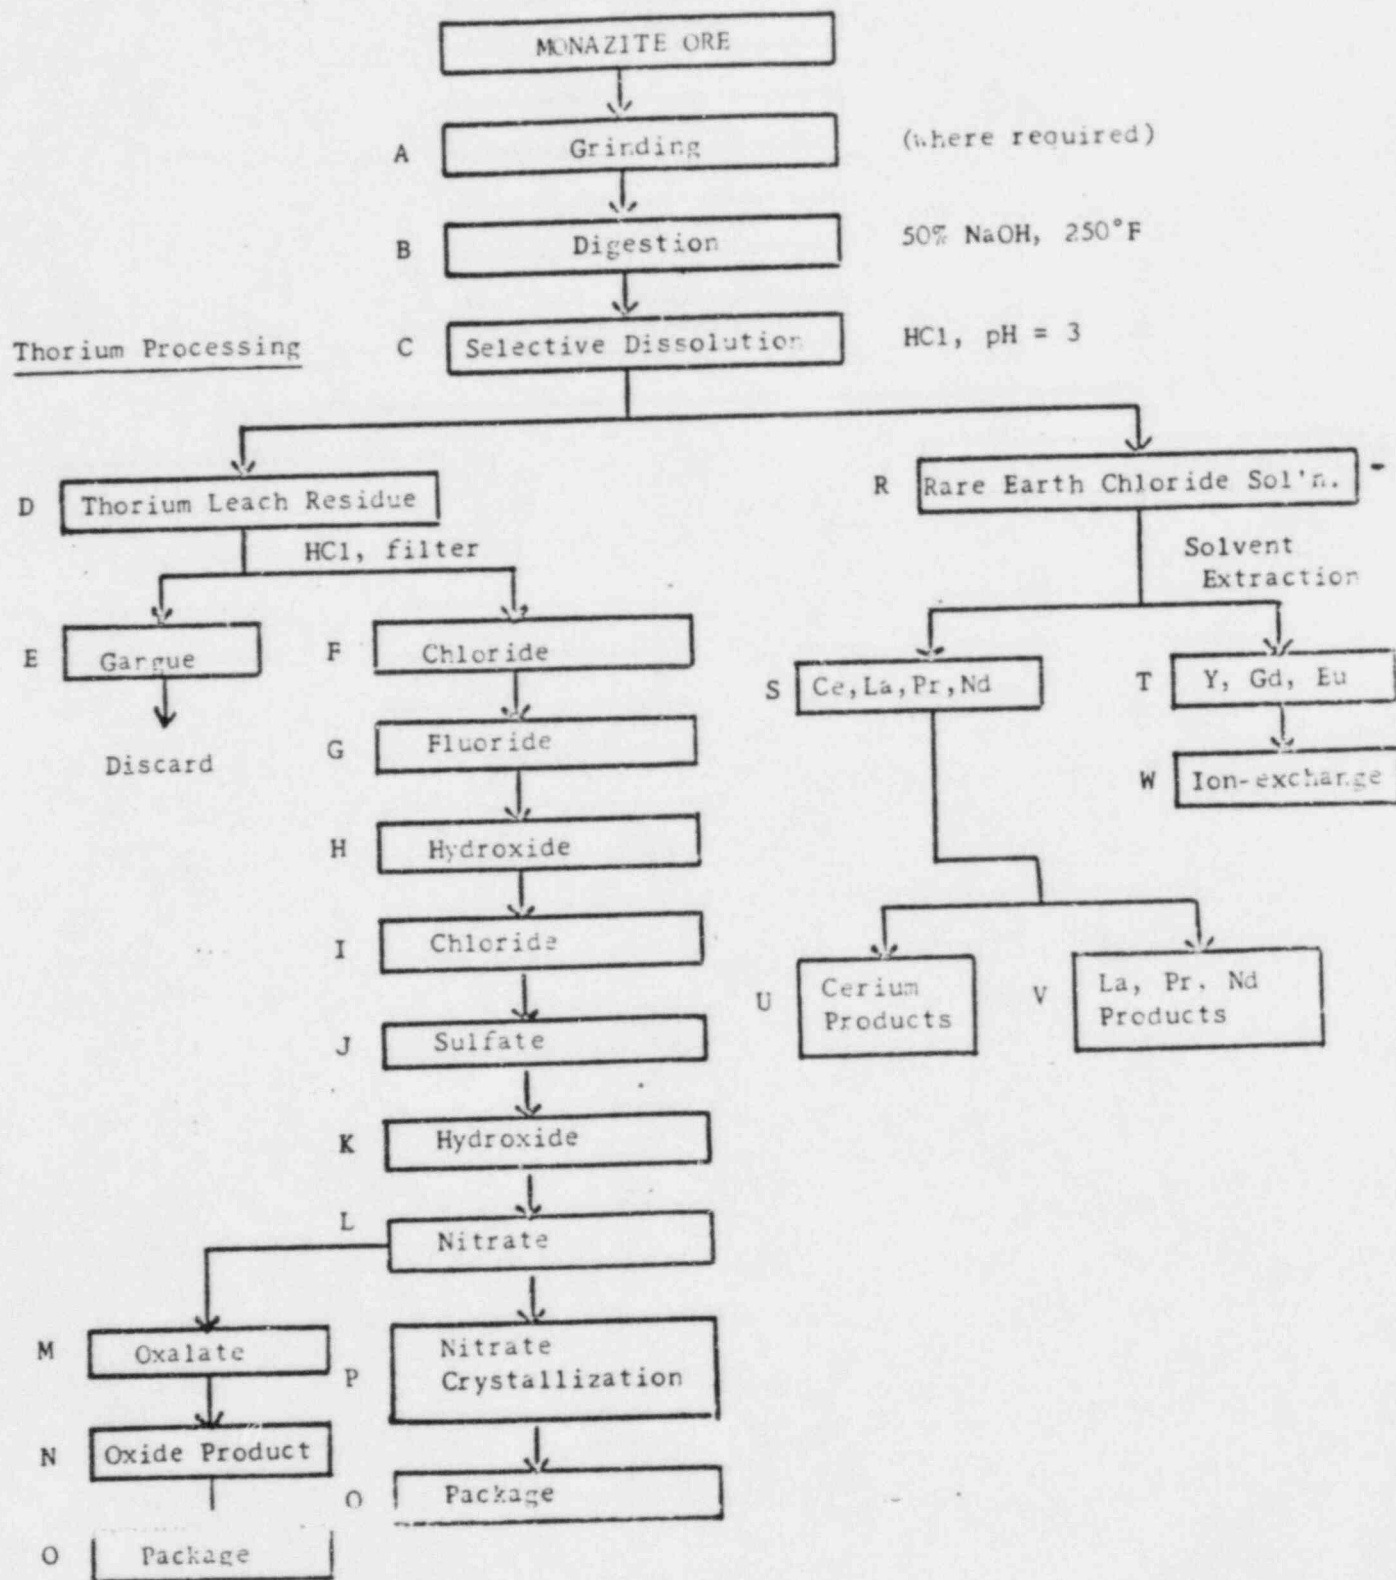 MONAZITE ORE
A Grinding (where required)
B Digestion 50% NaOH, 250°F
Thorium Processing C Selective Dissolution HCl, pH = 3
D Thorium Leach Residue R Rare Earth Chloride Sol'n. -
HCl, filter
Solvent
Extraction
E Gangue F Chloride S Ce,La,Pr,Nd T Y, Gd, Eu
G Fluoride
Discard
W Ion-exchange
H Hydroxide
I Chloride
U Cerium
Products
V La, Pr, Nd
Products
J Sulfate
K Hydroxide
L Nitrate
M Oxalate
P Nitrate
Crystallization
N Oxide Product
O Package
O Package